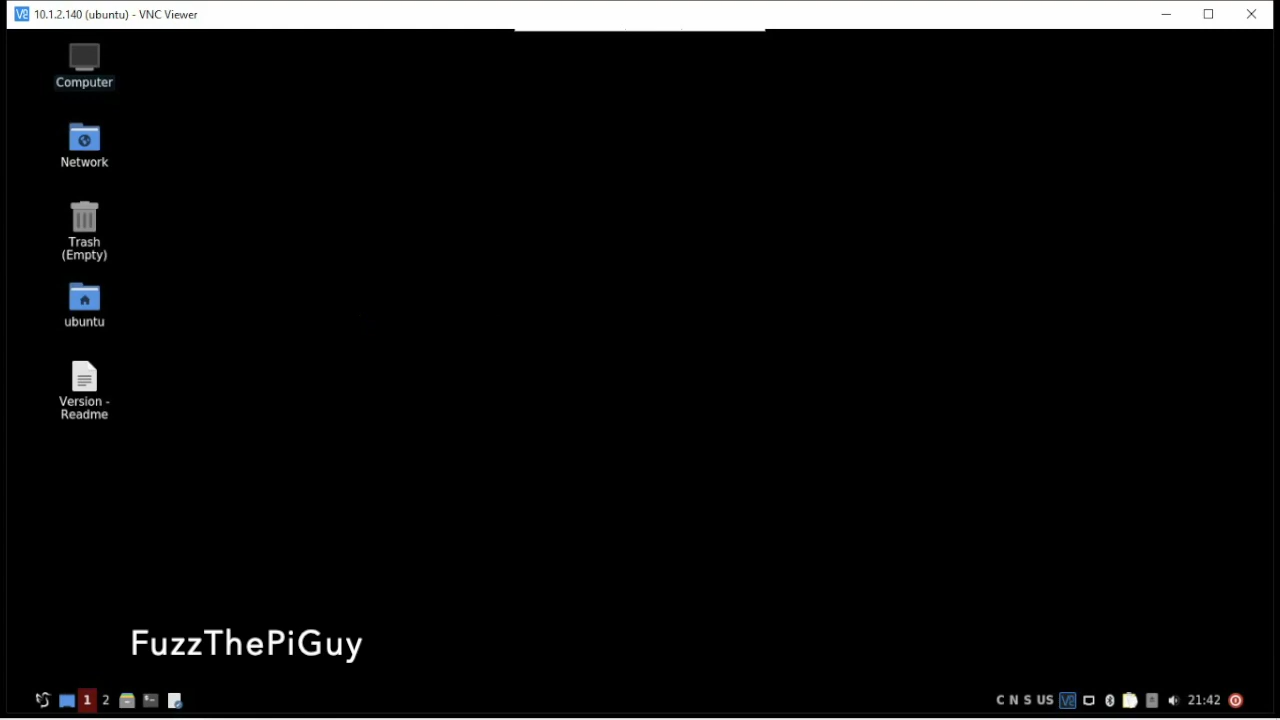 10.1.2.140 (ubuntu) - VNC Viewer
Computer
Network
Trash
(Empty)
ubuntu
Version -
Readme
FuzzThePiGuy
1 2 C N S US 21:42